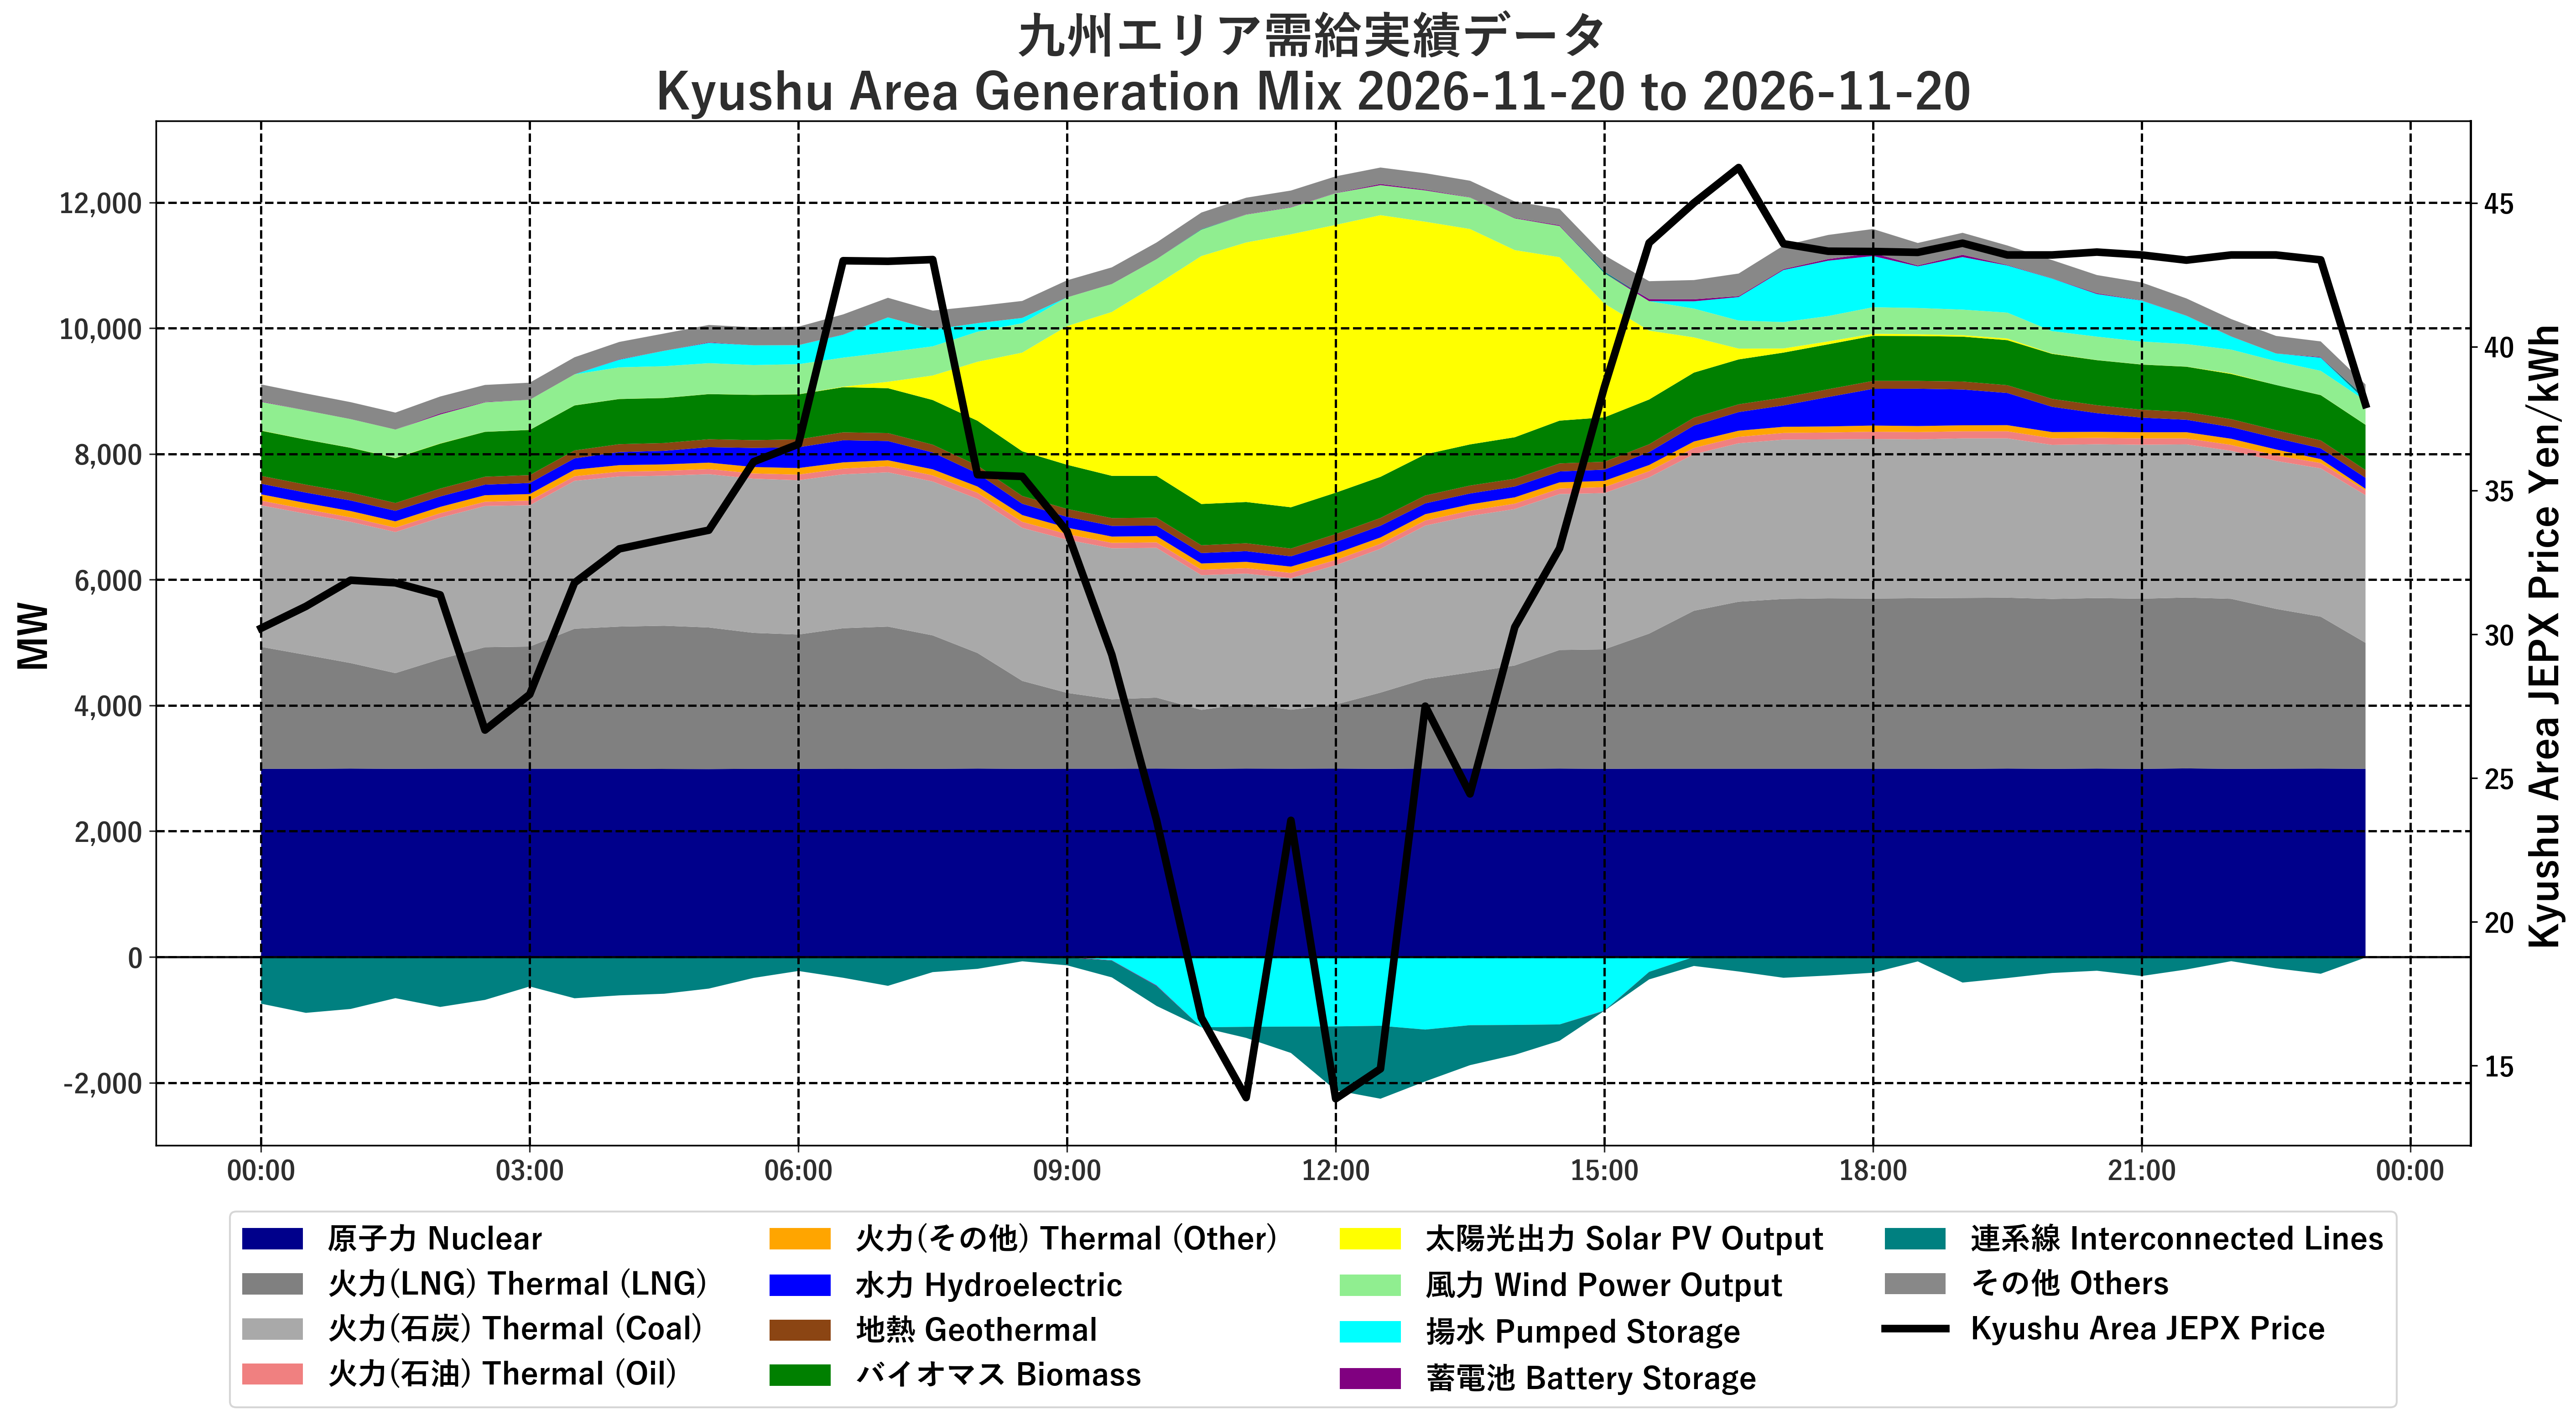 九州エリア需給実績データ
Kyushu Area Generation Mix 2026-11-20 to 2026-11-20
12,000
10,000
8,000
6,000
4,000
2,000
0
-2,000
MW
45
40
35
30
25
20
15
Kyushu Area JEPX Price Yen/kWh
00:00
03:00
06:00
09:00
12:00
15:00
18:00
21:00
00:00
原子力 Nuclear
火力(LNG) Thermal (LNG)
火力(石炭) Thermal (Coal)
火力(石油) Thermal (Oil)
火力(その他) Thermal (Other)
水力 Hydroelectric
地熱 Geothermal
バイオマス Biomass
太陽光出力 Solar PV Output
風力 Wind Power Output
揚水 Pumped Storage
蓄電池 Battery Storage
連系線 Interconnected Lines
その他 Others
Kyushu Area JEPX Price